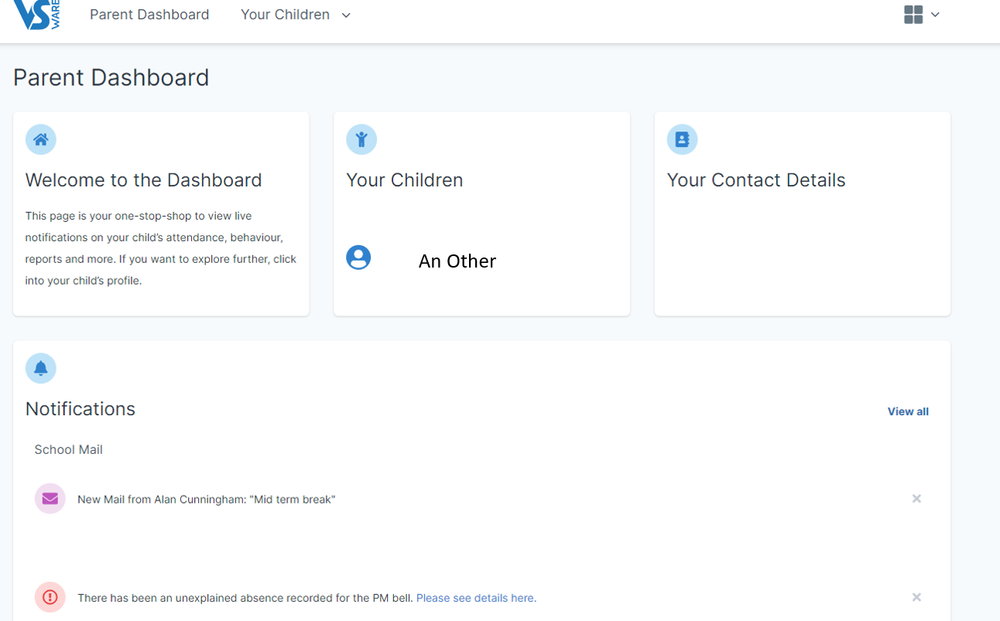 VS WARE
Parent Dashboard
Your Children
Parent Dashboard
Welcome to the Dashboard
This page is your one-stop-shop to view live
notifications on your child's attendance, behaviour,
reports and more. If you want to explore further, click
into your child's profile.
Your Children
An Other
Your Contact Details
Notifications
View all
School Mail
New Mail from Alan Cunningham: "Mid term break"
There has been an unexplained absence recorded for the PM bell. Please see details here.